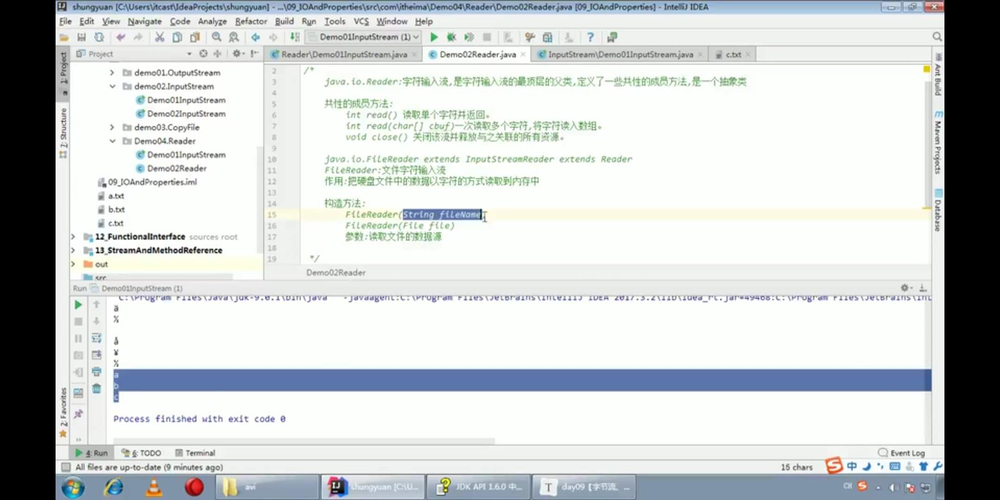 shungyuan [C:\Users\itcast\IdeaProjects\shungyuan] - ...\09_IOAndProperties\src\com\itheima\Demo04\Reader\Demo02Reader.java [09_IOAndProperties] - IntelliJ IDEA
File Edit View Navigate Code Analyze Refactor Build Run Tools VCS Window Help
Demo01InputStream (1)
Project
Reader\Demo01InputStream.java
Demo02Reader.java
InputStream\Demo01InputStream.java
c.txt
1: Project
Z: Structure
2: Favorites
demo01.OutputStream
demo02.InputStream
Demo01InputStream
Demo02InputStream
demo03.CopyFile
Demo04.Reader
Demo01InputStream
Demo02Reader
09_IOAndProperties.iml
a.txt
b.txt
c.txt
12_FunctionalInterface sources root
13_StreamAndMethodReference
out
src
2 /*
3 java.io.Reader:字符输入流,是字符输入流的最顶层的父类,定义了一些共性的成员方法,是一个抽象类
4
5 共性的成员方法:
6 int read() 读取单个字符并返回。
7 int read(char[] cbuf)一次读取多个字符,将字符读入数组。
8 void close() 关闭该流并释放与之关联的所有资源。
9
10 java.io.FileReader extends InputStreamReader extends Reader
11 FileReader:文件字符输入流
12 作用:把硬盘文件中的数据以字符的方式读取到内存中
13
14 构造方法:
15 FileReader(String fileName)
16 FileReader(File file)
17 参数:读取文件的数据源
18
19 */
Demo02Reader
Ant Build
Maven Projects
Database
Run Demo01InputStream (1)
C:\Program Files\Java\jdk-9.0.1\bin\java -javaagent:C:\Program Files\JetBrains\IntelliJ IDEA 2017.3.2\lib\idea_rt.jar=49468:C:\Program Files\JetBrains\Int
ä
½
å
¥
½
a
b
c
Process finished with exit code 0
4: Run 6: TODO Terminal Event Log
All files are up-to-date (9 minutes ago) 15 chars 中
avi
shungyuan [C:\U...
JDK API 1.6.0 中...
day09【字节流、...
CH